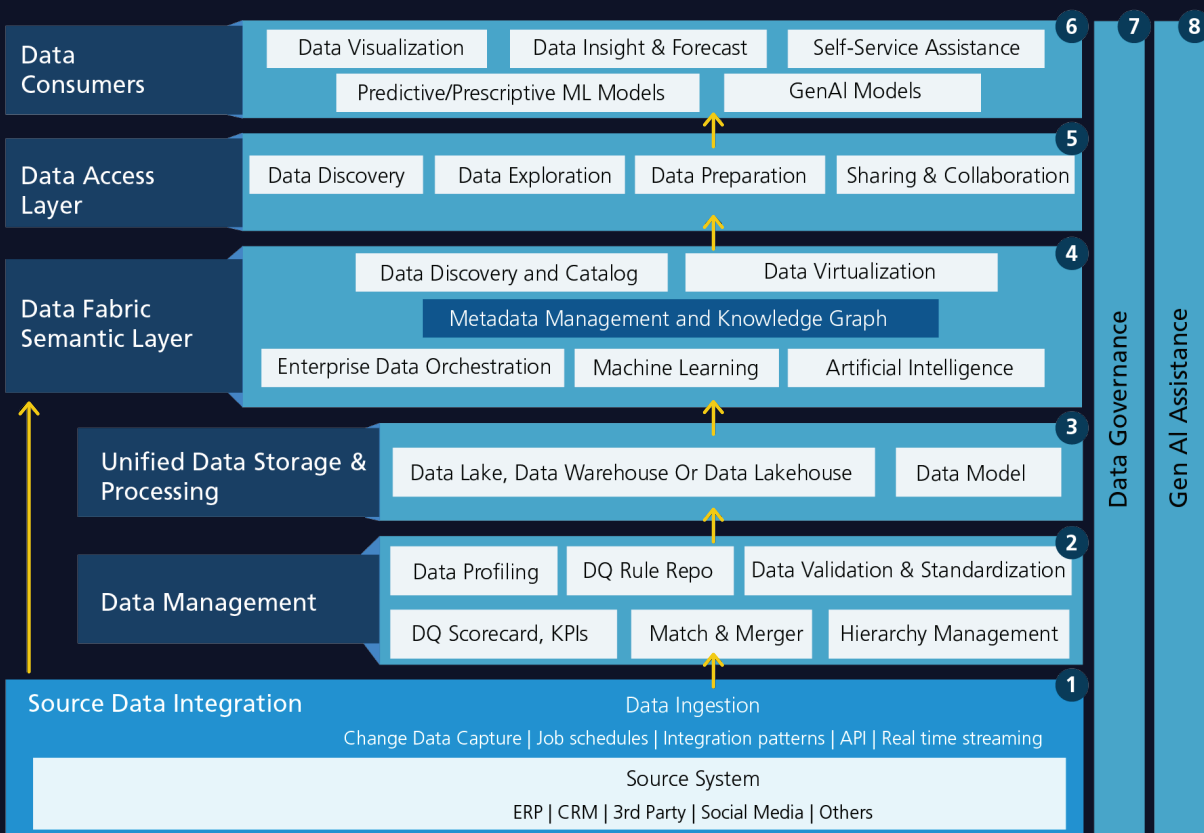 6
7
8
Data
Consumers
Data Visualization
Data Insight & Forecast
Self-Service Assistance
Predictive/Prescriptive ML Models
GenAI Models
5
Data Access
Layer
Data Discovery
Data Exploration
Data Preparation
Sharing & Collaboration
4
Data Fabric
Semantic Layer
Data Discovery and Catalog
Data Virtualization
Metadata Management and Knowledge Graph
Enterprise Data Orchestration
Machine Learning
Artificial Intelligence
3
Unified Data Storage &
Processing
Data Lake, Data Warehouse Or Data Lakehouse
Data Model
2
Data Management
Data Profiling
DQ Rule Repo
Data Validation & Standardization
DQ Scorecard, KPIs
Match & Merger
Hierarchy Management
1
Source Data Integration
Data Ingestion
Change Data Capture | Job schedules | Integration patterns | API | Real time streaming
Source System
ERP | CRM | 3rd Party | Social Media | Others
Data Governance
Gen AI Assistance